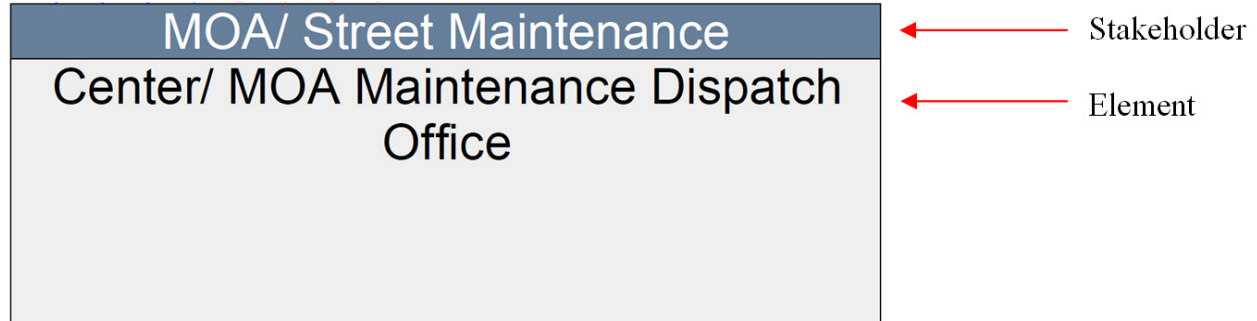 MOA/ Street Maintenance
Stakeholder
Center/ MOA Maintenance Dispatch
Office
Element